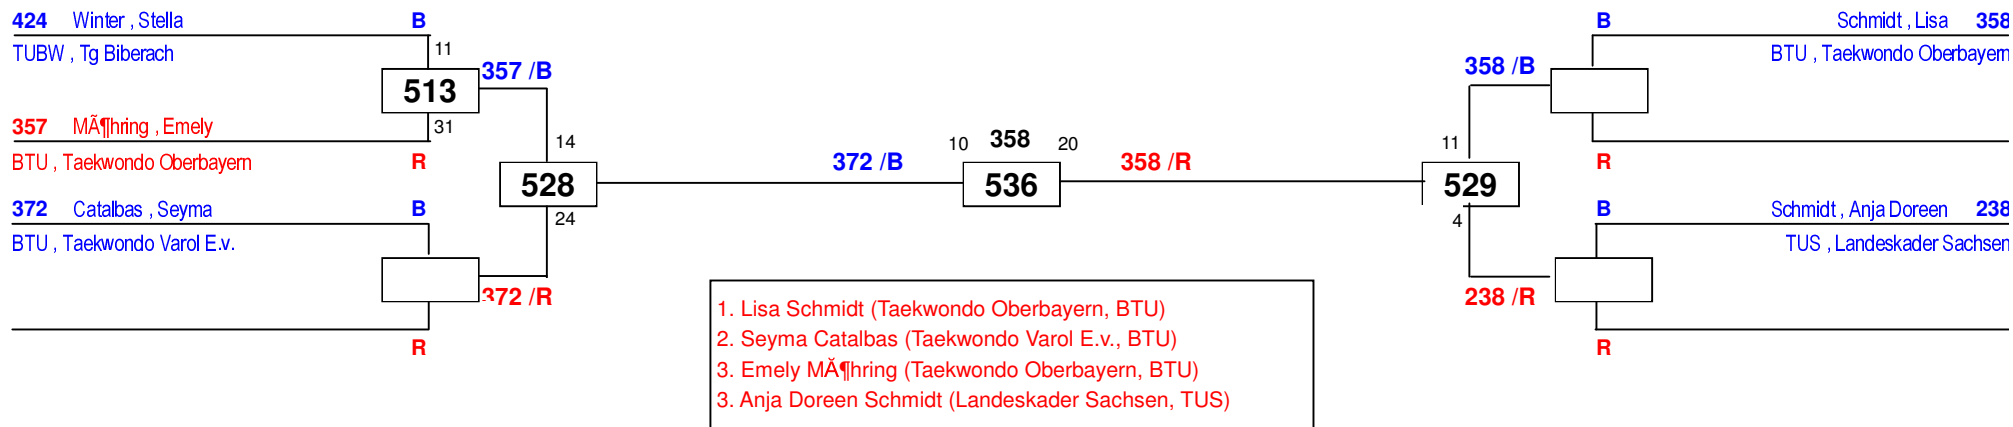 424 Winter , Stella B
TUBW , Tg Biberach
11
513
357 /B
31
357 MÃ¶hring , Emely
BTU , Taekwondo Oberbayern R
14
528
24
372 Catalbas , Seyma B
BTU , Taekwondo Varol E.v.
372 /R
R
372 /B
10 358 20
536
358 /R
B Schmidt , Lisa 358
BTU , Taekwondo Oberbayern
358 /B
R
11
529
4
B Schmidt , Anja Doreen 238
TUS , Landeskader Sachsen
238 /R
R
1. Lisa Schmidt (Taekwondo Oberbayern, BTU)
2. Seyma Catalbas (Taekwondo Varol E.v., BTU)
3. Emely MÃ¶hring (Taekwondo Oberbayern, BTU)
3. Anja Doreen Schmidt (Landeskader Sachsen, TUS)